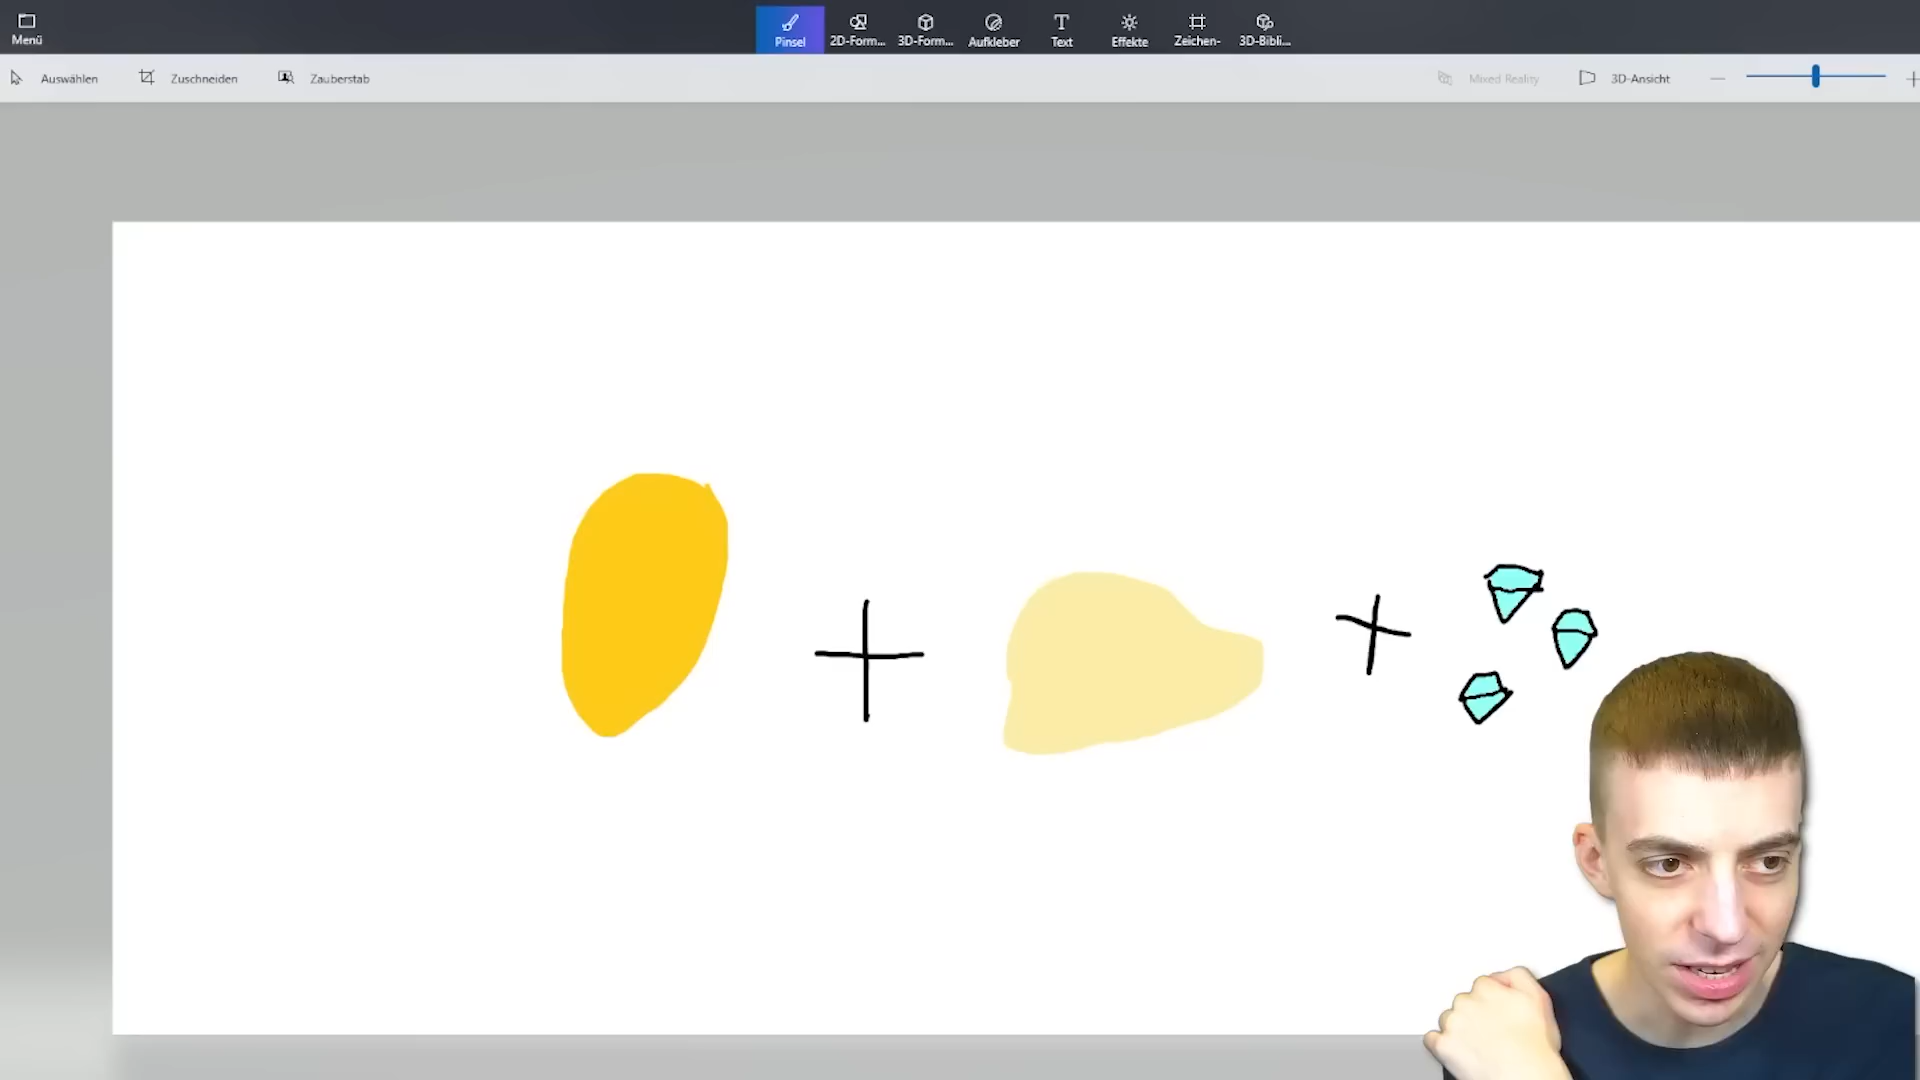 Menü
Pinsel
2D-Form...
3D-Form...
Aufkleber
Text
Effekte
Zeichen-
3D-Bibli...
Auswählen
Zuschneiden
Zauberstab
Mixed Reality
3D-Ansicht